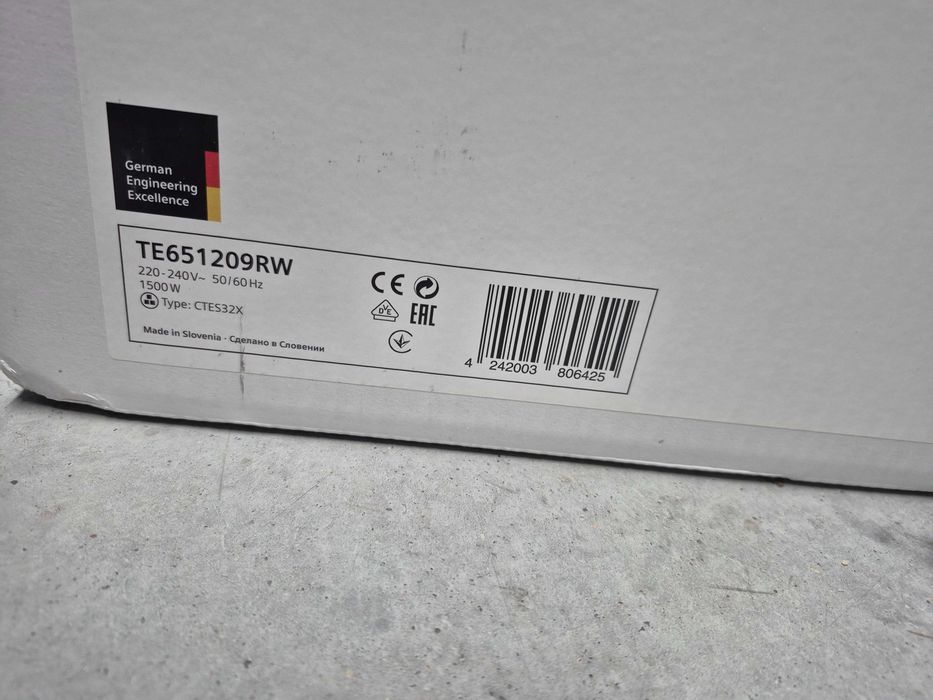 German
Engineering
Excellence
TE651209RW
220-240V~ 50/60Hz
1500W
Type: CTES32X
Made in Slovenia · Сделано в Словении
CE
DVE
EAC
4 242003 806425